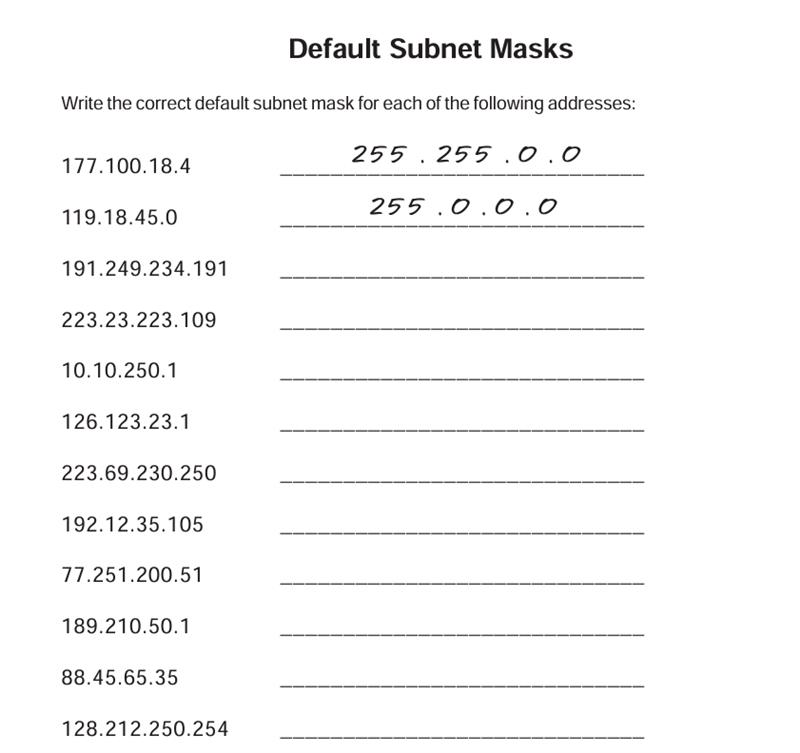 Default Subnet Masks
Write the correct default subnet mask for each of the following addresses:
177.100.18.4 255 . 255 . 0 . 0
119.18.45.0 255 . 0 . 0 . 0
191.249.234.191
223.23.223.109
10.10.250.1
126.123.23.1
223.69.230.250
192.12.35.105
77.251.200.51
189.210.50.1
88.45.65.35
128.212.250.254